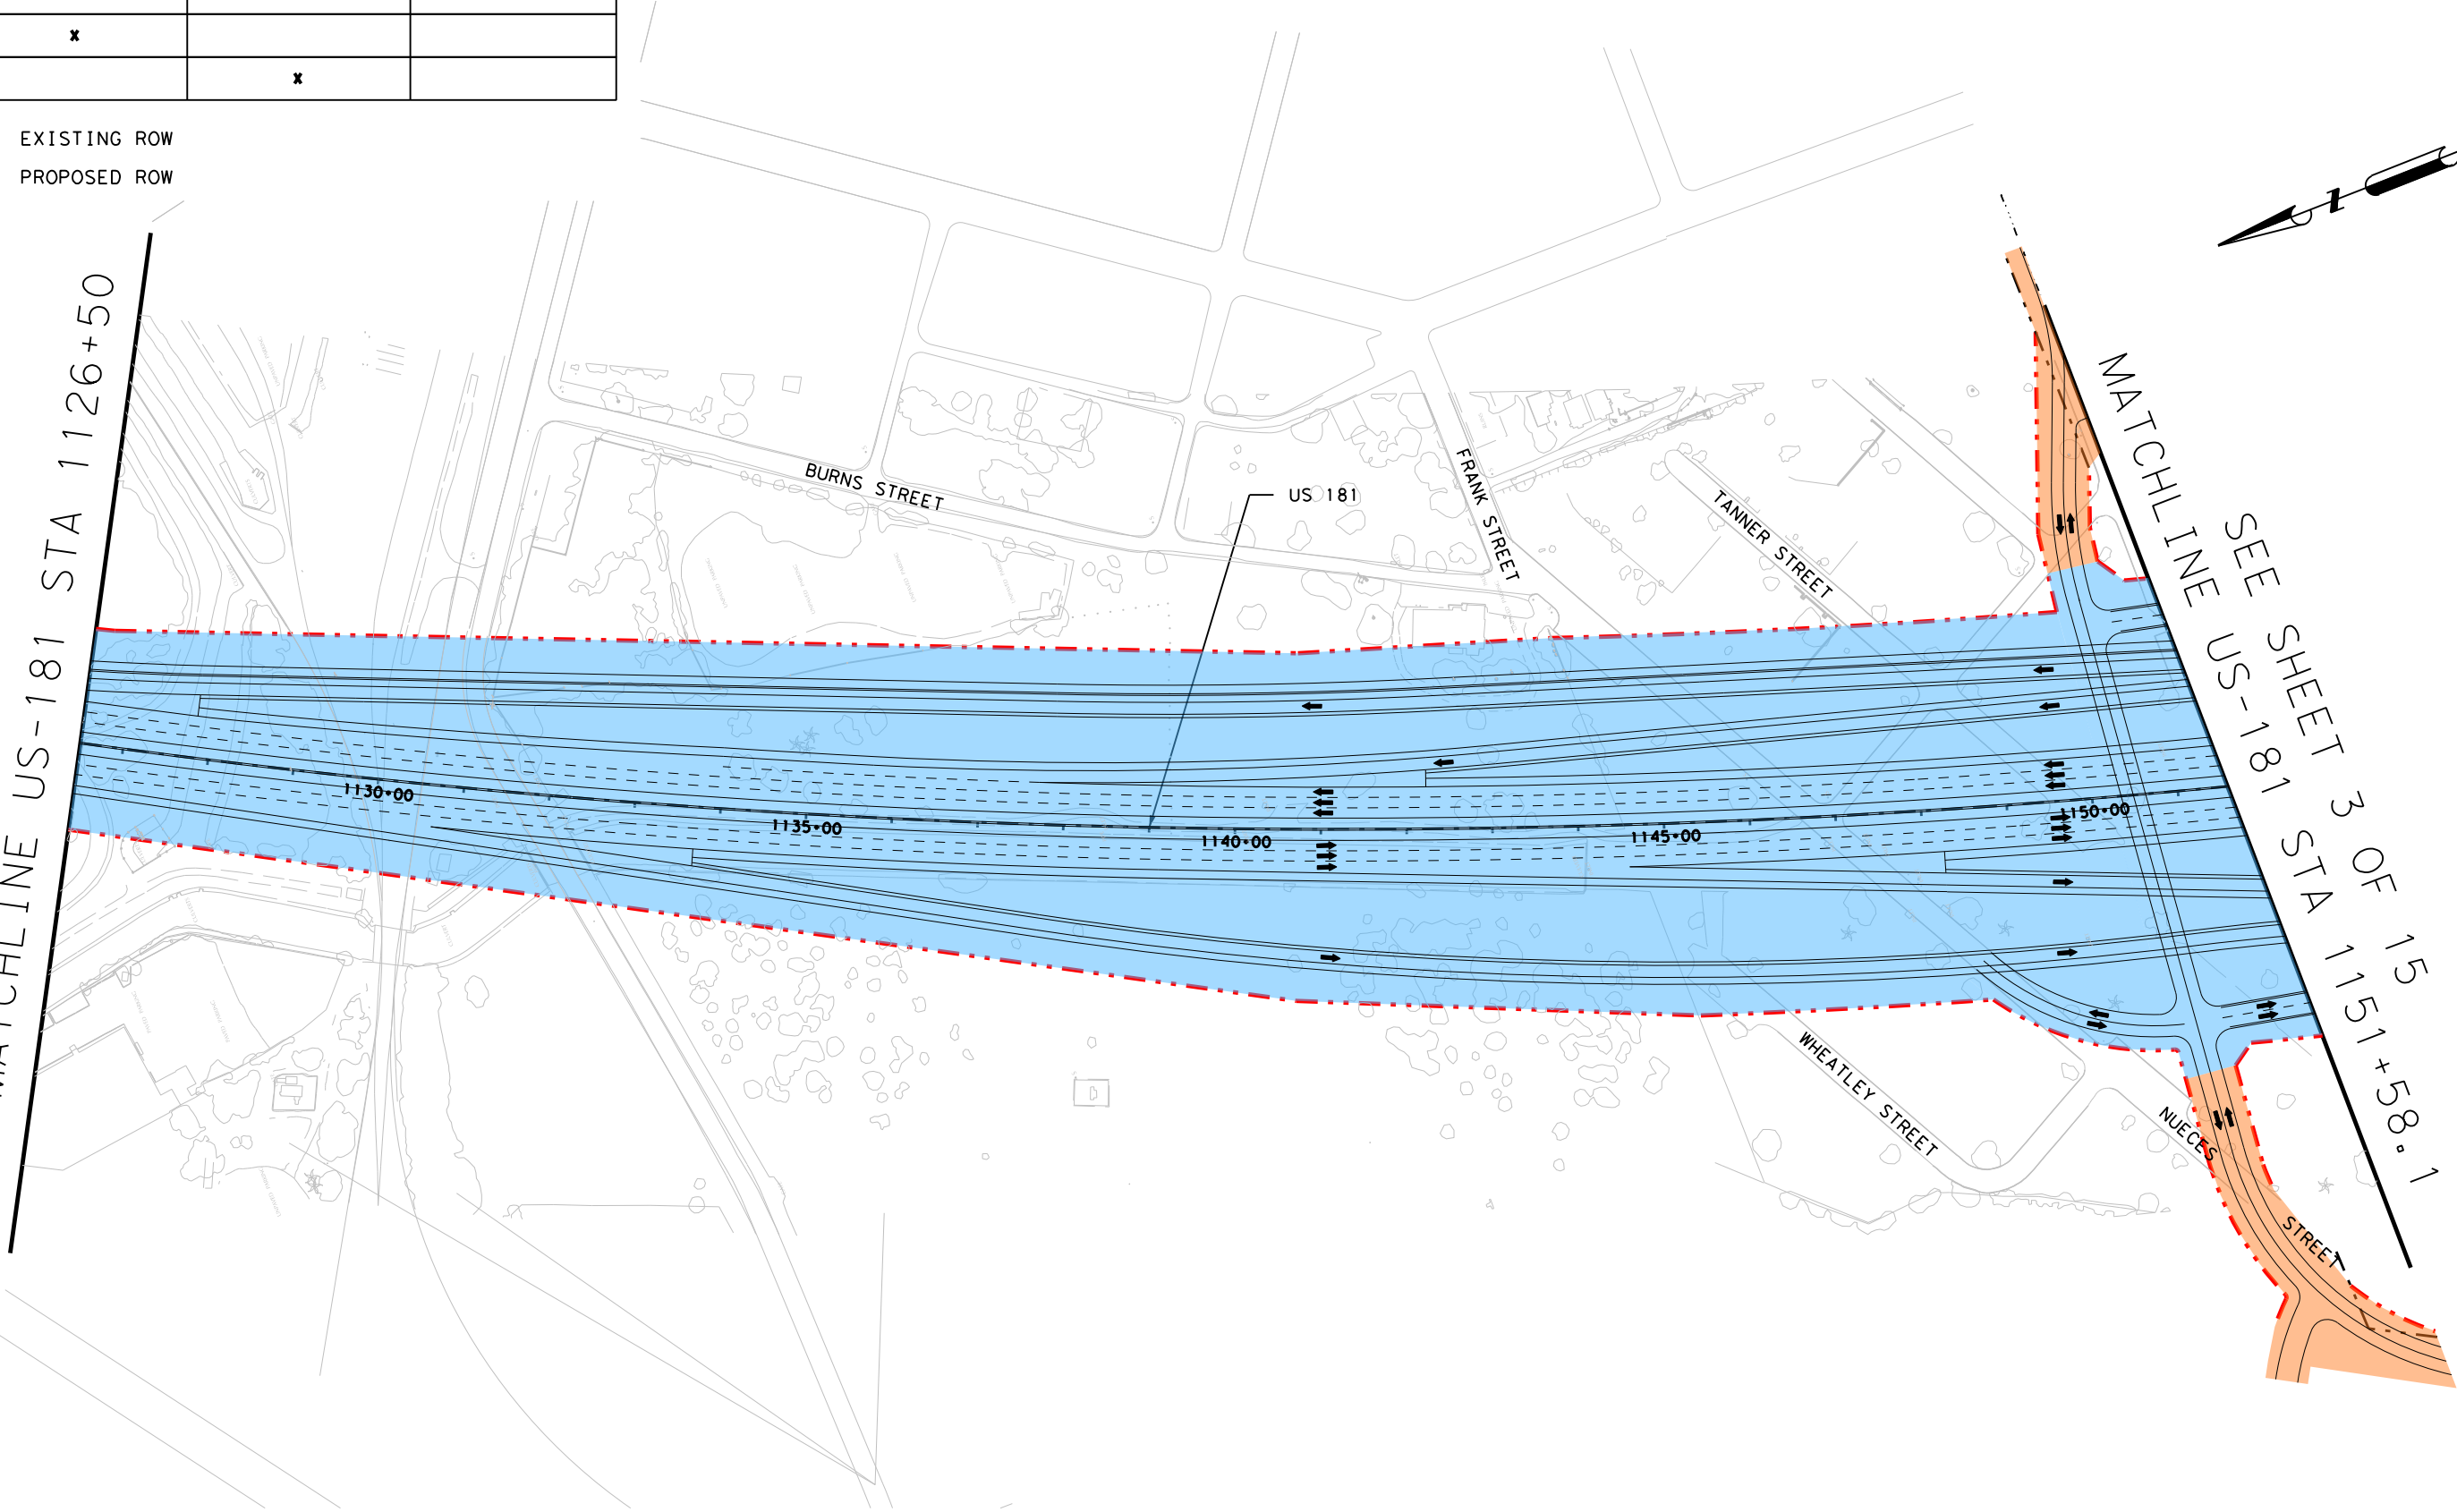 x
x
EXISTING ROW
PROPOSED ROW
N
MATCHLINE US-181 STA 1126+50
BURNS STREET
US 181
FRANK STREET
TANNER STREET
MATCHLINE US-181 STA 1151+58.1
SEE SHEET 3 OF 15
1130+00
1135+00
1140+00
1145+00
1150+00
WHEATLEY STREET
NUECES STREET